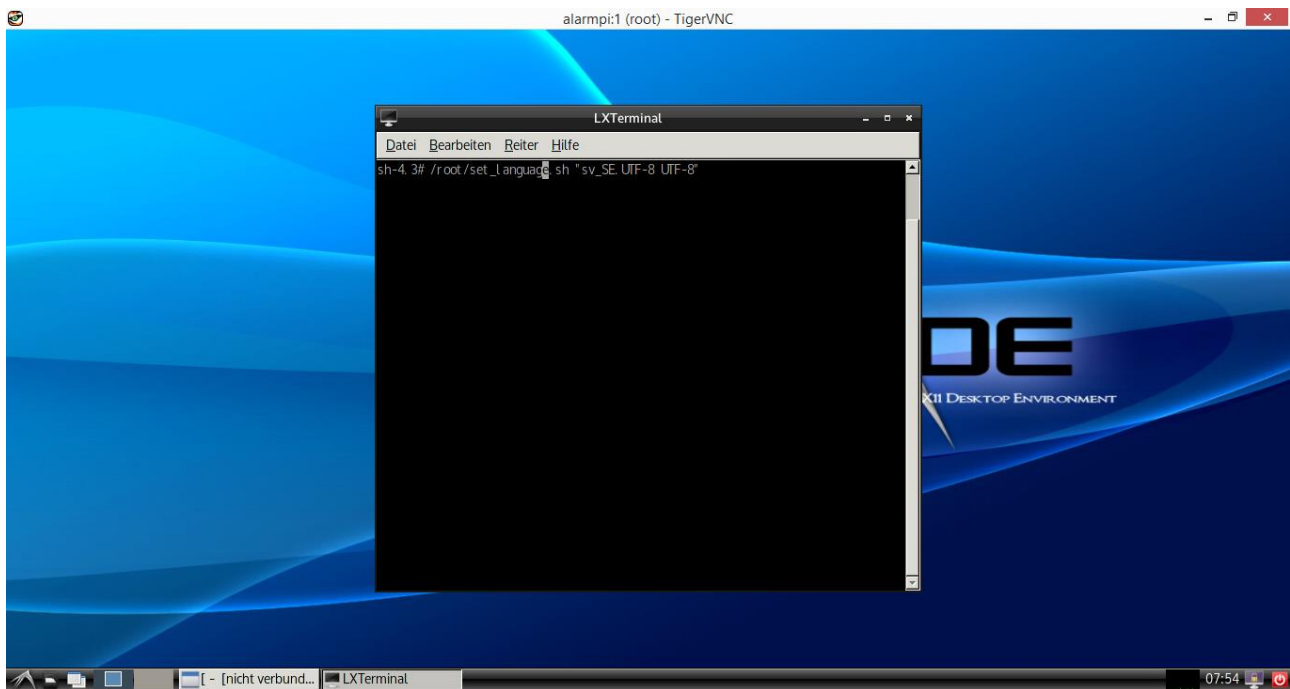 alarmpi:1 (root) - TigerVNC
LXTerminal
Datei Bearbeiten Reiter Hilfe
sh-4.3# /root/set_language.sh "sv_SE.UTF-8 UTF-8"
DE
X11 DESKTOP ENVIRONMENT
[ - [nicht verbund... LXTerminal 07:54